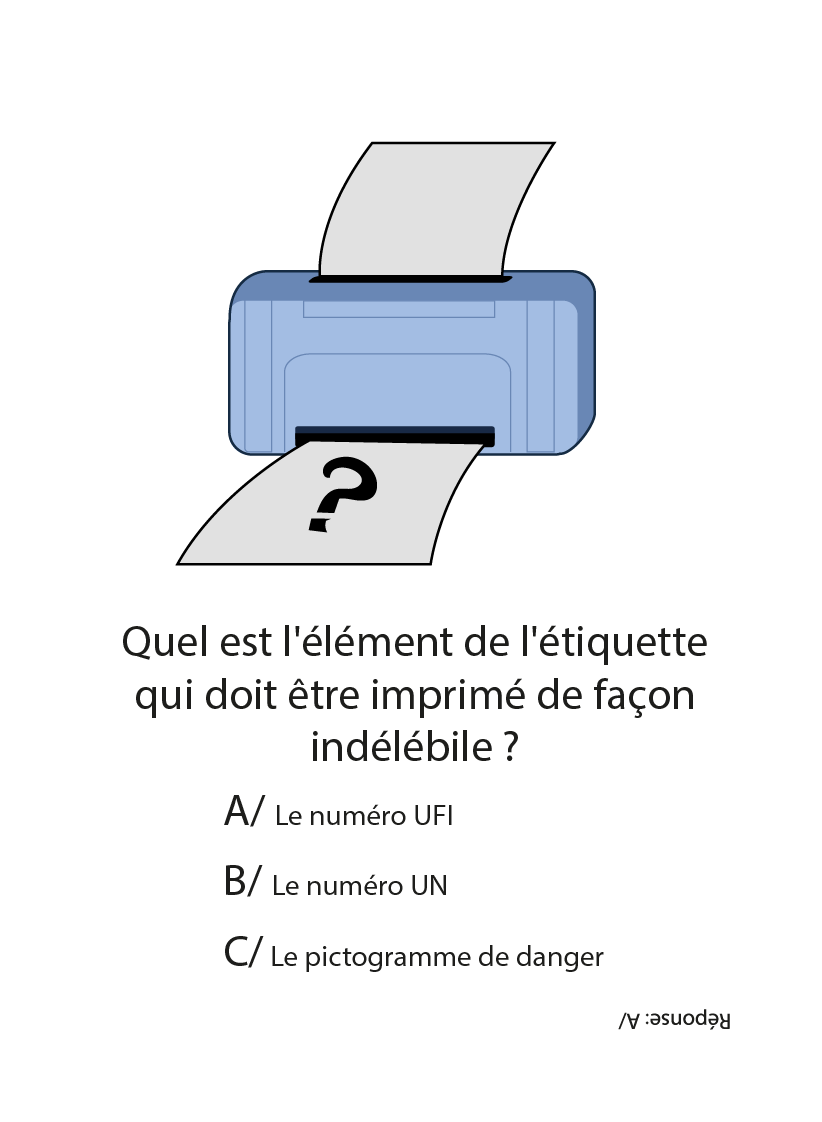 ?
Quel est l'élément de l'étiquette
qui doit être imprimé de façon
indélébile ?
A/ Le numéro UFI
B/ Le numéro UN
C/ Le pictogramme de danger
Réponse: A/